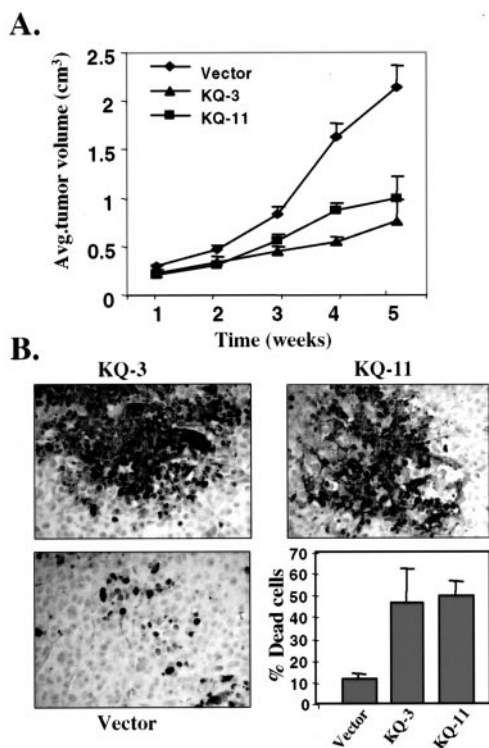 A.
2.5
2
1.5
1
0.5
0
Avg.tumor volume (cm³)
Vector
KQ-3
KQ-11
1 2 3 4 5
Time (weeks)
B.
KQ-3 KQ-11
Vector
70
60
50
40
30
20
10
0
% Dead cells
Vector
KQ-3
KQ-11